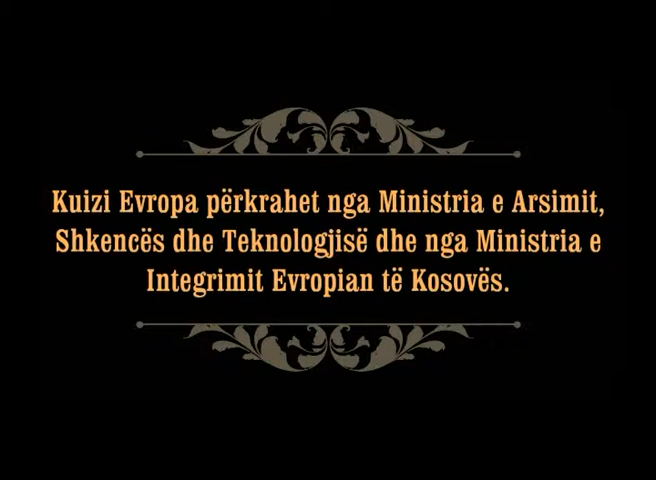 Kuizi Evropa përkrahet nga Ministria e Arsimit,
Shkencës dhe Teknologjisë dhe nga Ministria e
Integrimit Evropian të Kosovës.